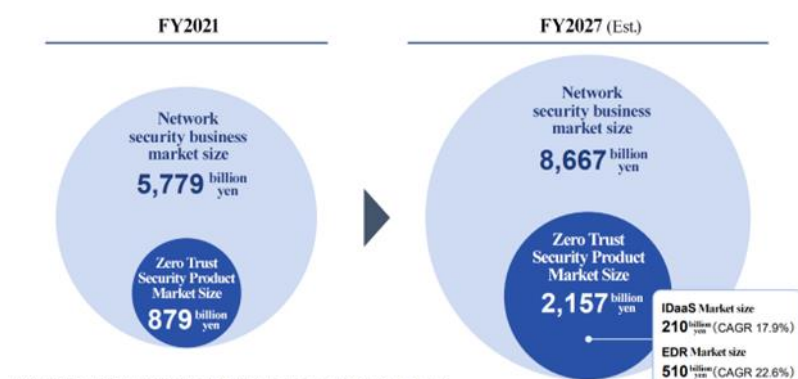 FY2021
Network
security business
market size
5,779 billion yen
Zero Trust
Security Product
Market Size
879 billion yen
FY2027 (Est.)
Network
security business
market size
8,667 billion yen
Zero Trust
Security Product
Market Size
2,157 billion yen
IDaaS Market size
210 billion yen (CAGR 17.9%)
EDR Market size
510 billion yen (CAGR 22.6%)